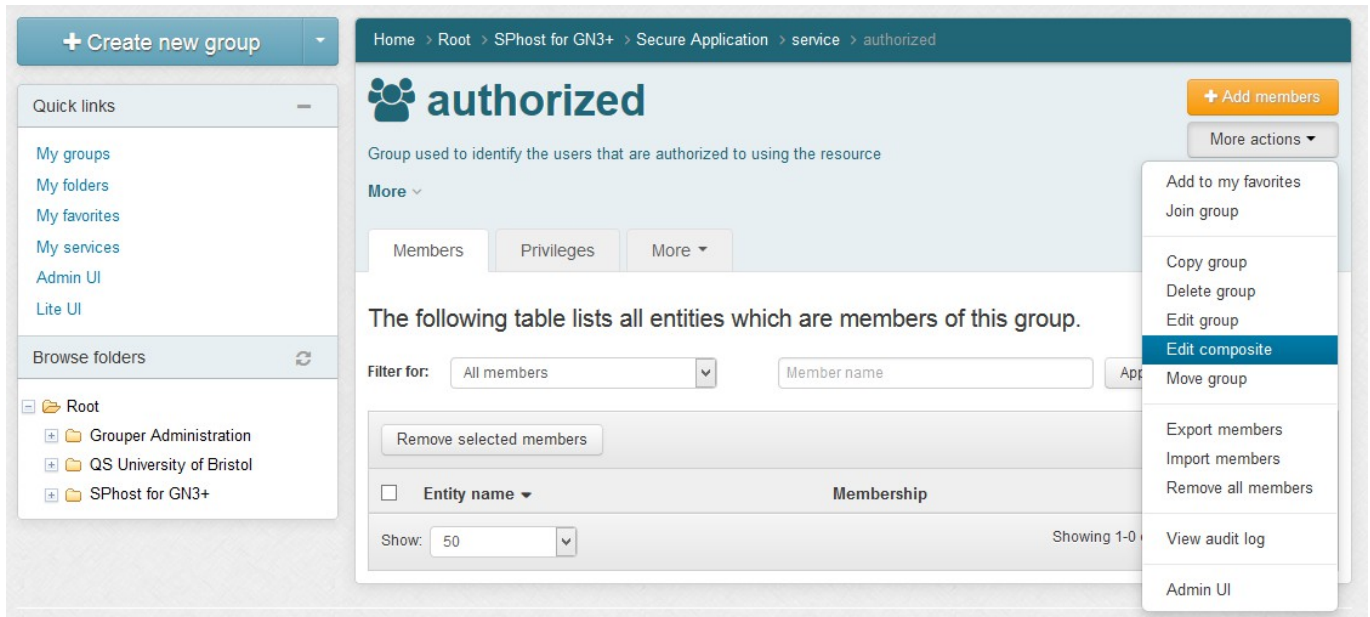 + Create new group
Quick links
My groups
My folders
My favorites
My services
Admin UI
Lite UI
Browse folders
Root
Grouper Administration
QS University of Bristol
SPhost for GN3+
Home > Root > SPhost for GN3+ > Secure Application > service > authorized
authorized
+ Add members
More actions
Group used to identify the users that are authorized to using the resource
More
Members Privileges More
The following table lists all entities which are members of this group.
Filter for: All members Member name
Remove selected members
Entity name Membership
Show: 50 Showing 1-0
Add to my favorites
Join group
Copy group
Delete group
Edit group
Edit composite
Move group
Export members
Import members
Remove all members
View audit log
Admin UI